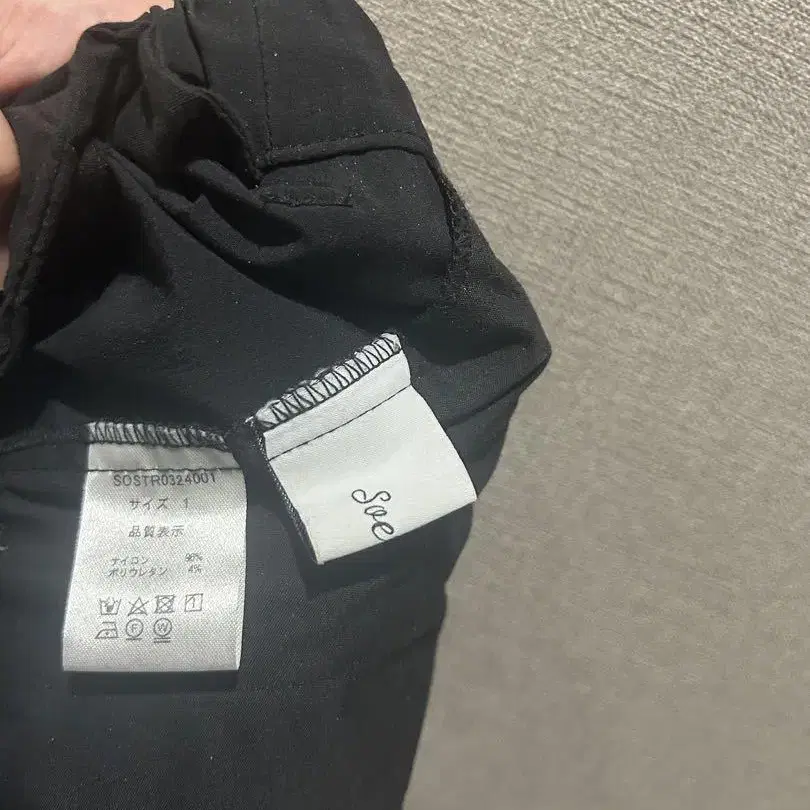 SOSTR0324001
サイズ 1
品質表示
ナイロン 96%
ポリウレタン 4%
F W
Soe